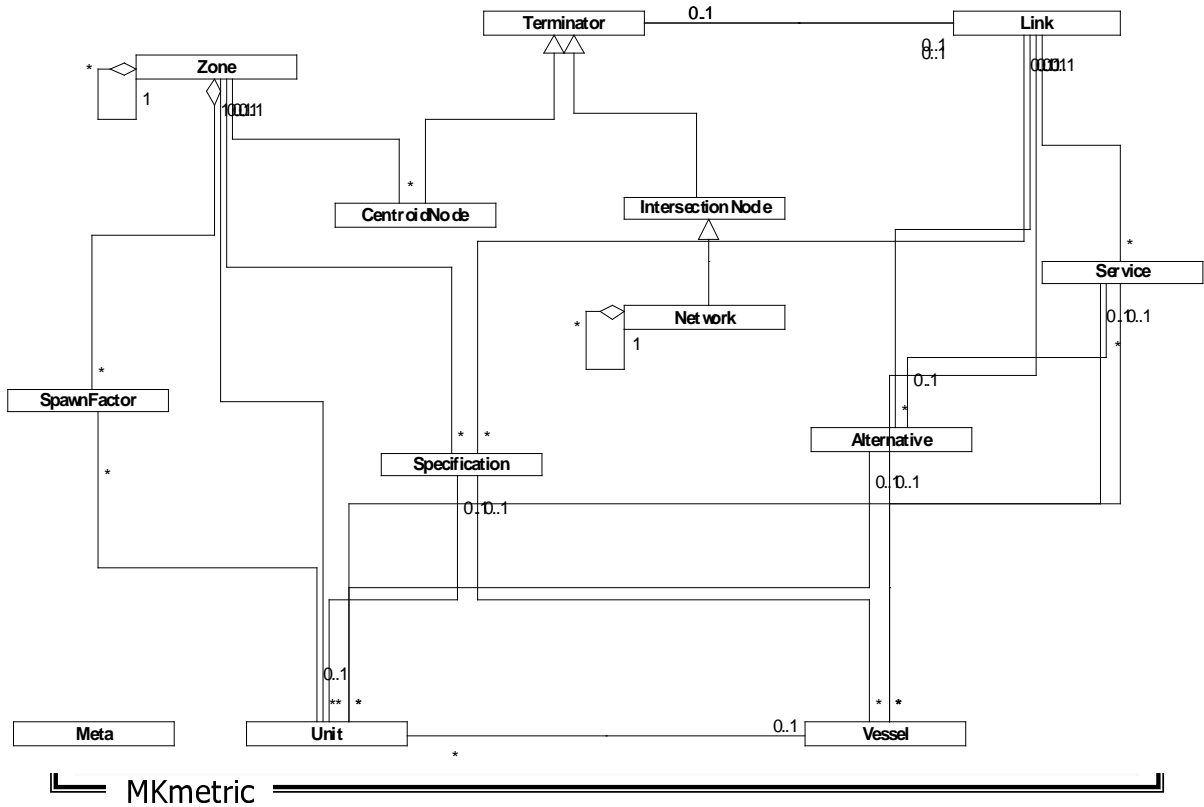 Terminator
0..1
Link
0..1
0..1
Zone
*
1
*
CentroidNode
IntersectionNode
*
Service
Network
*
1
0..1
0..1
*
0..1
*
SpawnFactor
*
*
*
Specification
Alternative
*
0..1
0..1
0..1
0..1
0..1
**
*
*
*
Meta
Unit
0..1
Vessel
*
MKmetric